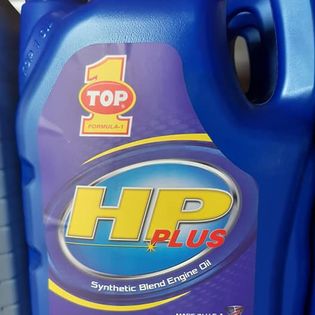 1
TOP
FORMULA-1
HP
PLUS
Synthetic Blend Engine Oil